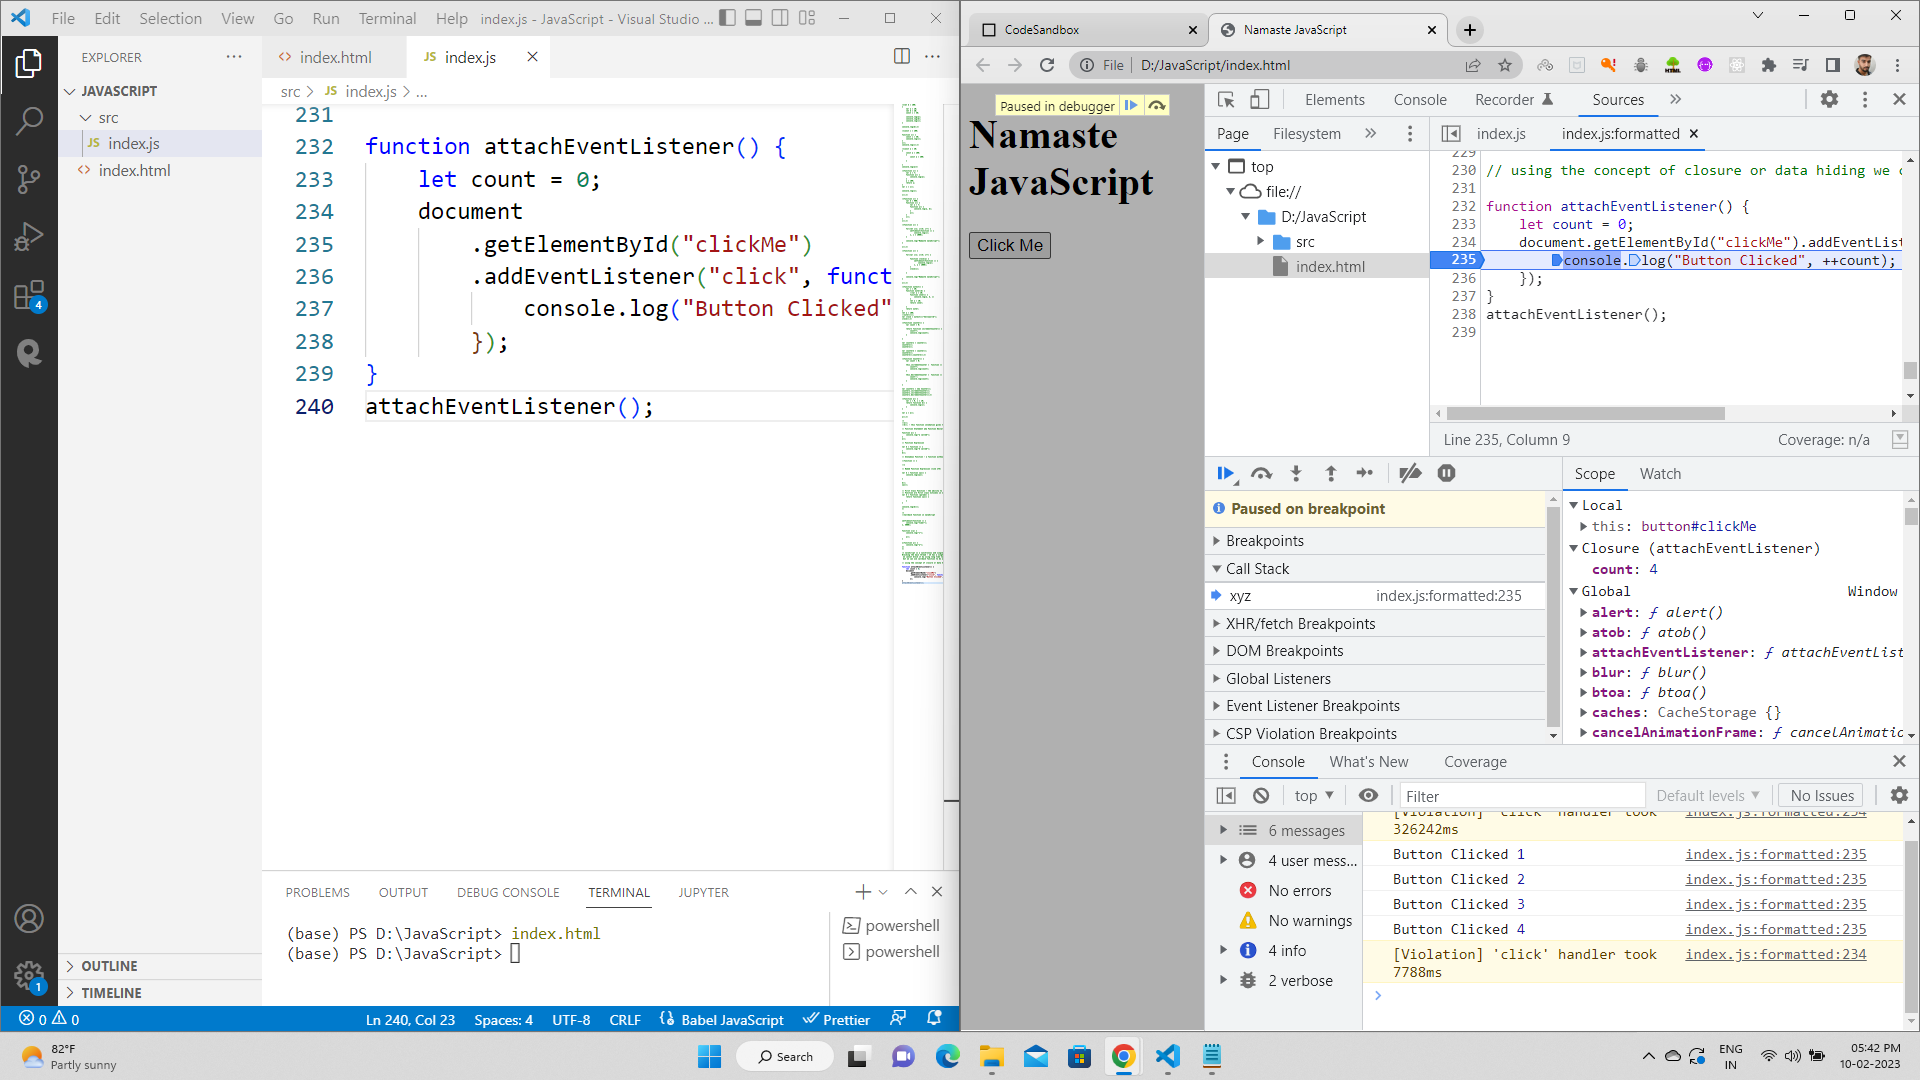 File Edit Selection View Go Run Terminal Help index.js - JavaScript - Visual Studio ...
EXPLORER
JAVASCRIPT
src
JS index.js
<> index.html
4
OUTLINE
TIMELINE
1
<> index.html
JS index.js
src > JS index.js > ...
231
232 function attachEventListener() {
233 let count = 0;
234 document
235 .getElementById("clickMe")
236 .addEventListener("click", funct
237 console.log("Button Clicked"
238 });
239 }
240 attachEventListener();
PROBLEMS OUTPUT DEBUG CONSOLE TERMINAL JUPYTER
(base) PS D:\JavaScript> index.html
(base) PS D:\JavaScript>
powershell
powershell
0 0 Ln 240, Col 23 Spaces: 4 UTF-8 CRLF Babel JavaScript Prettier
CodeSandbox
Namaste JavaScript
File D:/JavaScript/index.html
Paused in debugger
Namaste
JavaScript
Click Me
Elements Console Recorder Sources
Page Filesystem
top
file://
D:/JavaScript
src
index.html
index.js index.js:formatted
229
230 // using the concept of closure or data hiding we c
231
232 function attachEventListener() {
233 let count = 0;
234 document.getElementById("clickMe").addEventList
235 console.log("Button Clicked", ++count);
236 });
237 }
238 attachEventListener();
239
Line 235, Column 9 Coverage: n/a
Paused on breakpoint
Breakpoints
Call Stack
xyz index.js:formatted:235
XHR/fetch Breakpoints
DOM Breakpoints
Global Listeners
Event Listener Breakpoints
CSP Violation Breakpoints
Scope Watch
Local
this: button#clickMe
Closure (attachEventListener)
count: 4
Global Window
alert: ƒ alert()
atob: ƒ atob()
attachEventListener: ƒ attachEventList
blur: ƒ blur()
btoa: ƒ btoa()
caches: CacheStorage {}
cancelAnimationFrame: ƒ cancelAnimatio
Console What's New Coverage
top Filter Default levels No Issues
6 messages
4 user mess...
No errors
No warnings
4 info
2 verbose
[Violation] 'click' handler took index.js:formatted:234
326242ms
Button Clicked 1 index.js:formatted:235
Button Clicked 2 index.js:formatted:235
Button Clicked 3 index.js:formatted:235
Button Clicked 4 index.js:formatted:235
[Violation] 'click' handler took index.js:formatted:234
7788ms
82°F
Partly sunny
Search
ENG
IN
05:42 PM
10-02-2023